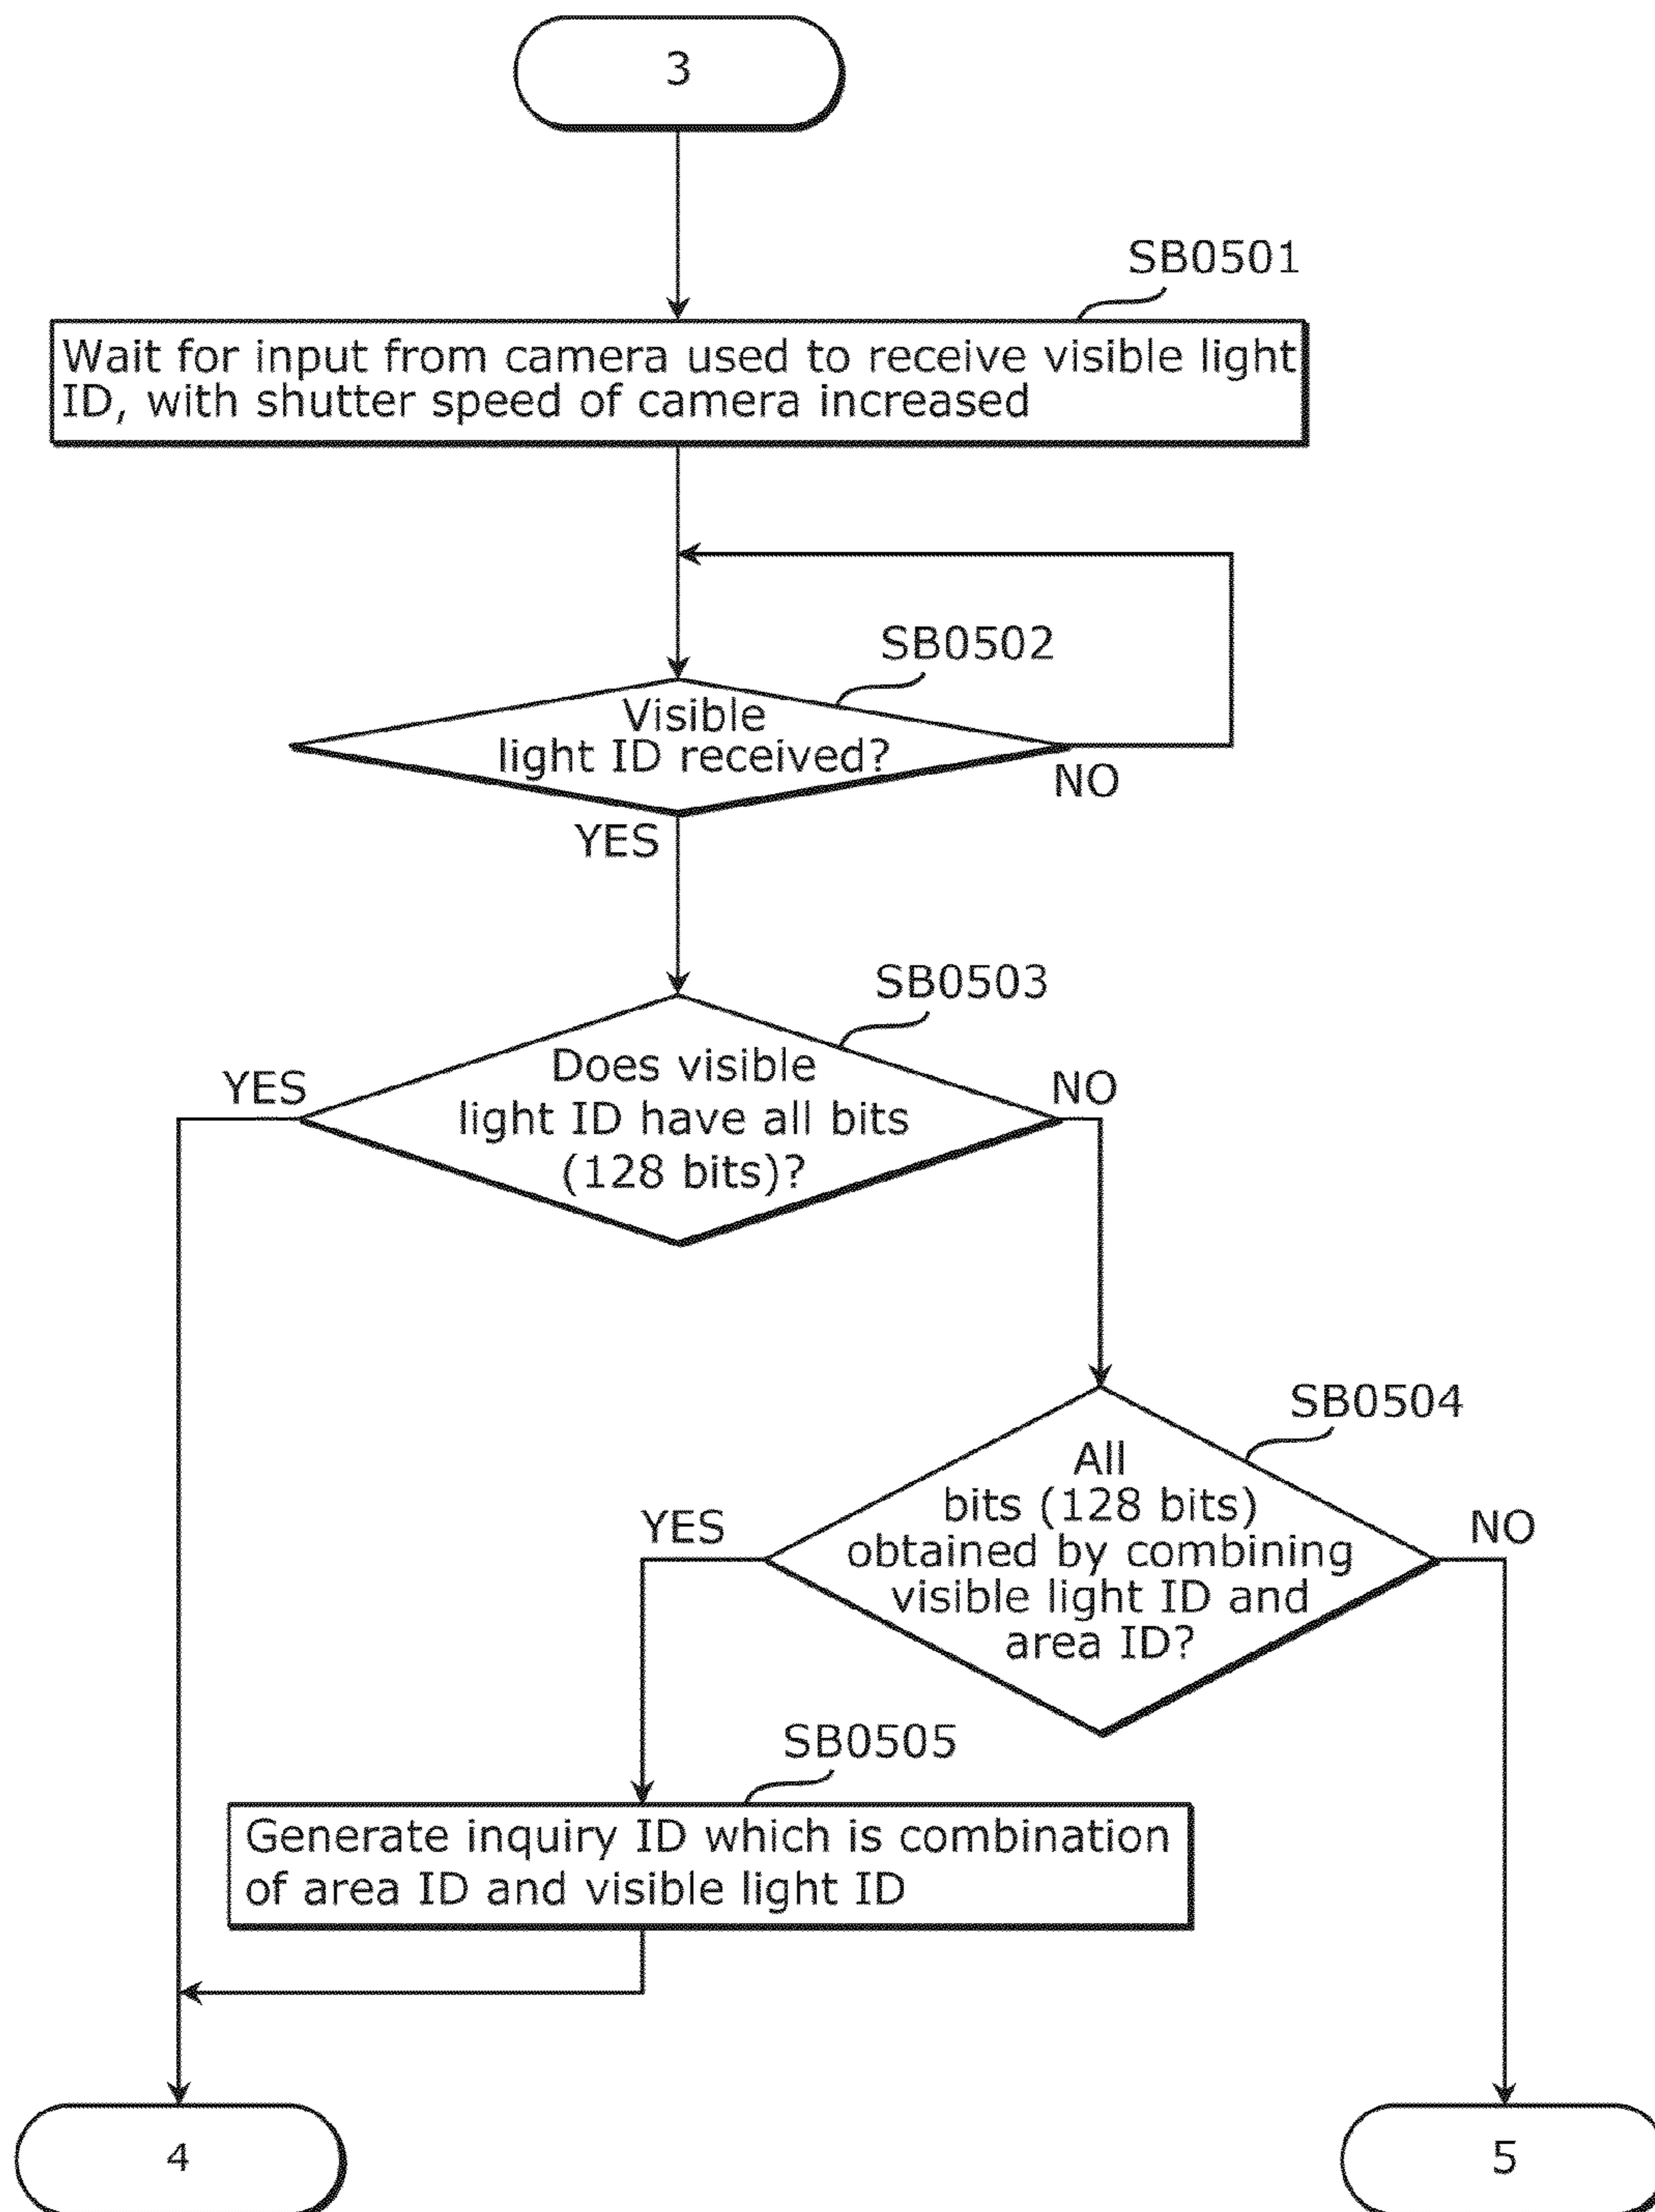 3
SB0501
Wait for input from camera used to receive visible light
ID, with shutter speed of camera increased
SB0502
Visible
light ID received?
NO
YES
SB0503
YES
NO
Does visible
light ID have all bits
(128 bits)?
SB0504
All
bits (128 bits)
obtained by combining
visible light ID and
area ID?
YES
NO
SB0505
Generate inquiry ID which is combination
of area ID and visible light ID
4
5